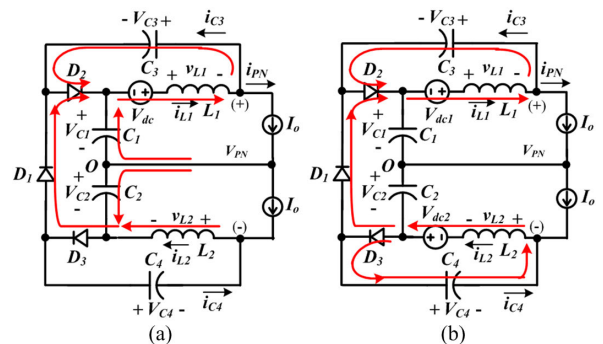 - V_C3 + i_C3
C_3
D_2 + v_L1 - i_PN
V_dc i_L1 L_1 (+)
+
V_C1 C_1
-
I_o
O V_PN
D_1
+
V_C2 C_2
-
I_o
- v_L2 + (-)
D_3 i_L2 L_2
C_4
+ V_C4 - i_C4
(a)
- V_C3 + i_C3
C_3
D_2 + v_L1 - i_PN
V_dc1 i_L1 L_1 (+)
+
V_C1 C_1
-
I_o
O V_PN
D_1
+
V_C2 C_2
-
I_o
V_dc2 - v_L2 + (-)
D_3 i_L2 L_2
C_4
+ V_C4 - i_C4
(b)